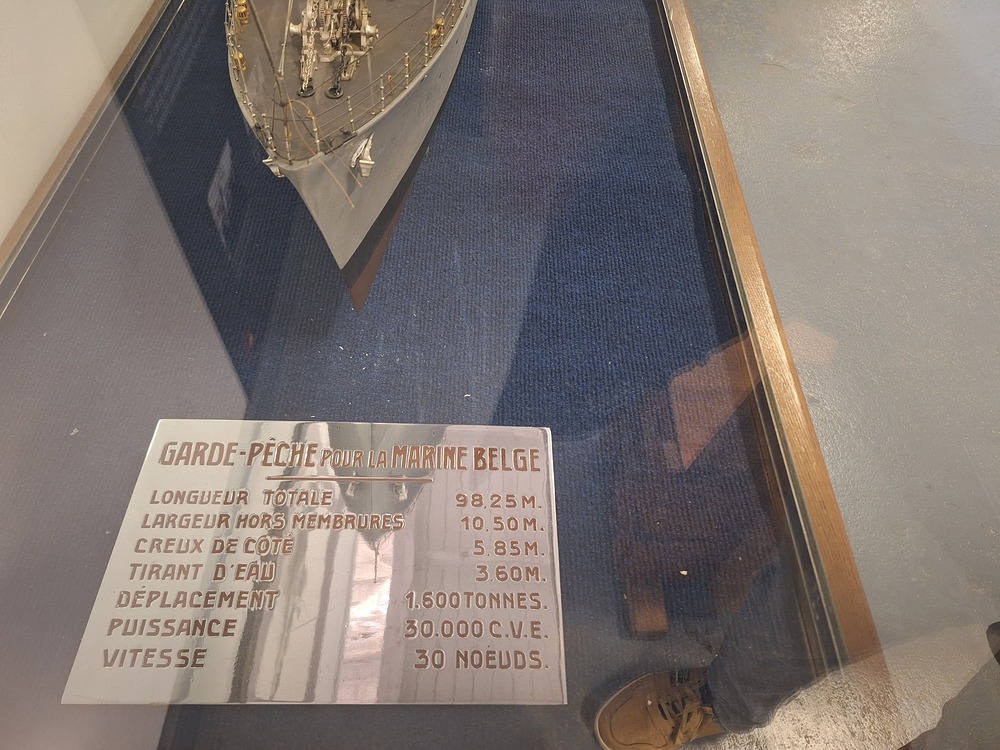 GARDE-PÊCHE POUR LA MARINE BELGE
LONGUEUR TOTALE 98,25 M.
LARGEUR HORS MEMBRURES 10,50 M.
CREUX DE CÔTÉ 5,85 M.
TIRANT D'EAU 3,60 M.
DÉPLACEMENT 1.600 TONNES.
PUISSANCE 30.000 C.V.E.
VITESSE 30 NOEUDS.